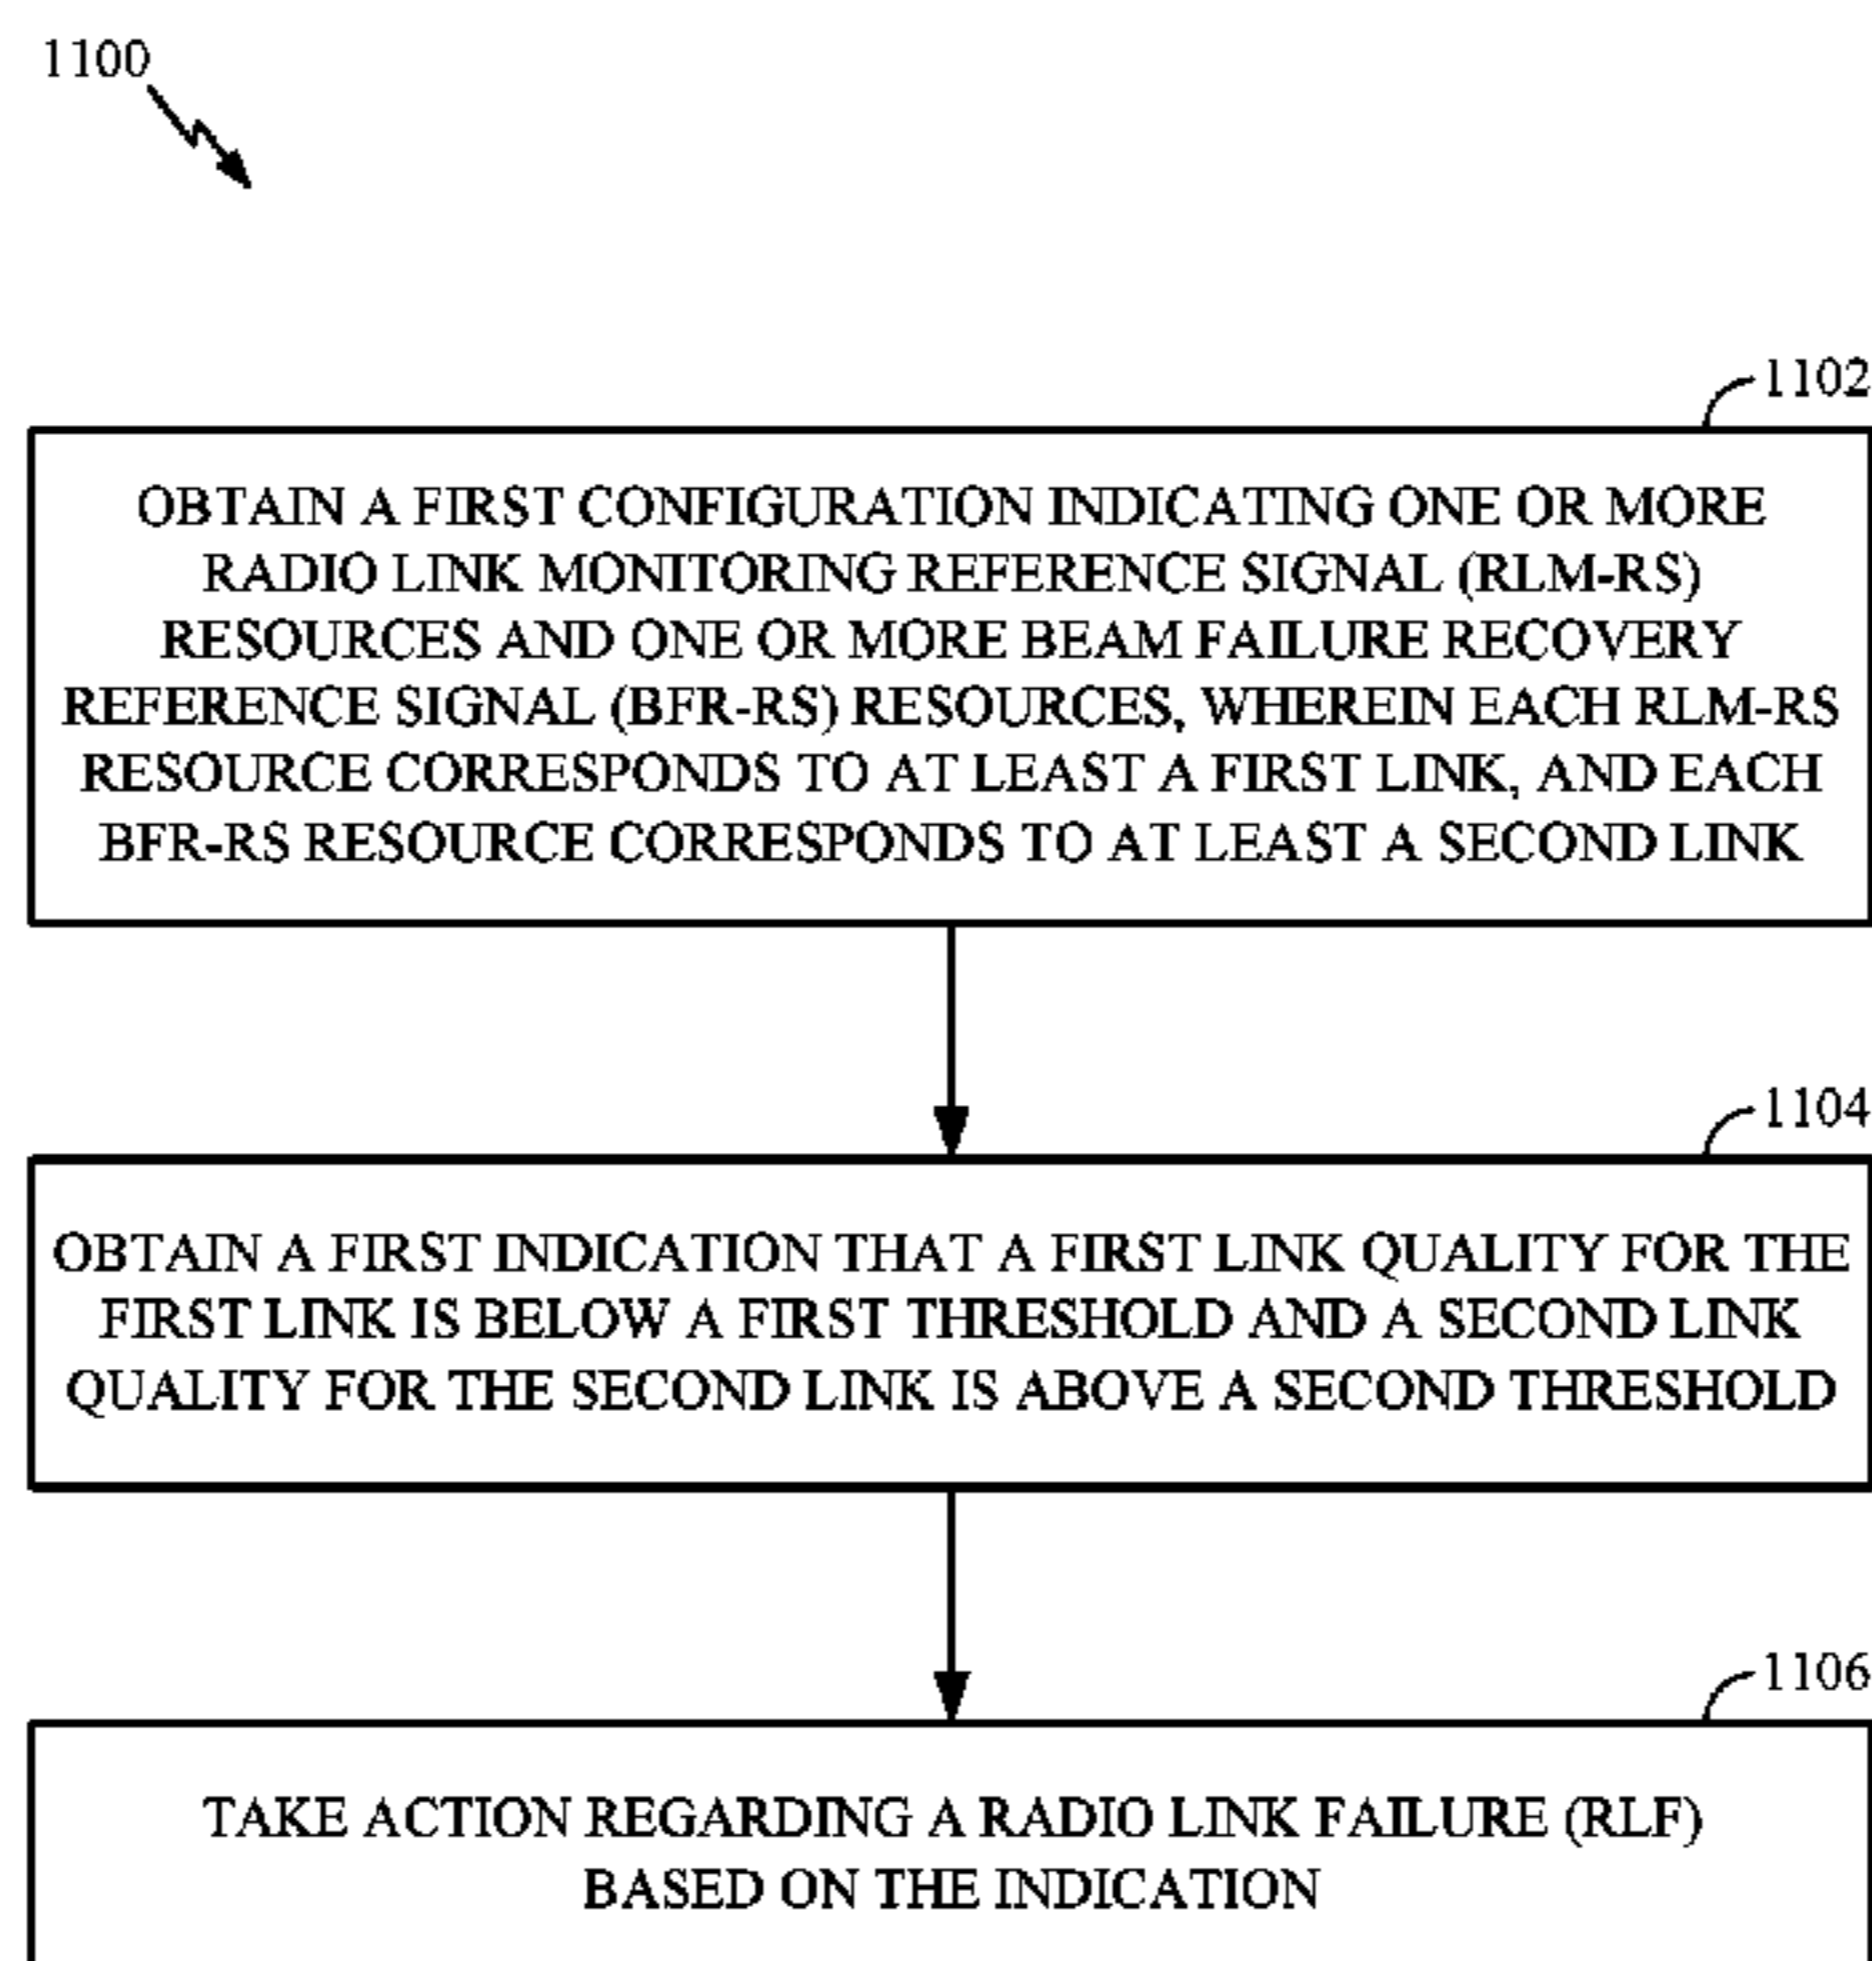 1100
1102
OBTAIN A FIRST CONFIGURATION INDICATING ONE OR MORE
RADIO LINK MONITORING REFERENCE SIGNAL (RLM-RS)
RESOURCES AND ONE OR MORE BEAM FAILURE RECOVERY
REFERENCE SIGNAL (BFR-RS) RESOURCES, WHEREIN EACH RLM-RS
RESOURCE CORRESPONDS TO AT LEAST A FIRST LINK, AND EACH
BFR-RS RESOURCE CORRESPONDS TO AT LEAST A SECOND LINK
1104
OBTAIN A FIRST INDICATION THAT A FIRST LINK QUALITY FOR THE
FIRST LINK IS BELOW A FIRST THRESHOLD AND A SECOND LINK
QUALITY FOR THE SECOND LINK IS ABOVE A SECOND THRESHOLD
1106
TAKE ACTION REGARDING A RADIO LINK FAILURE (RLF)
BASED ON THE INDICATION